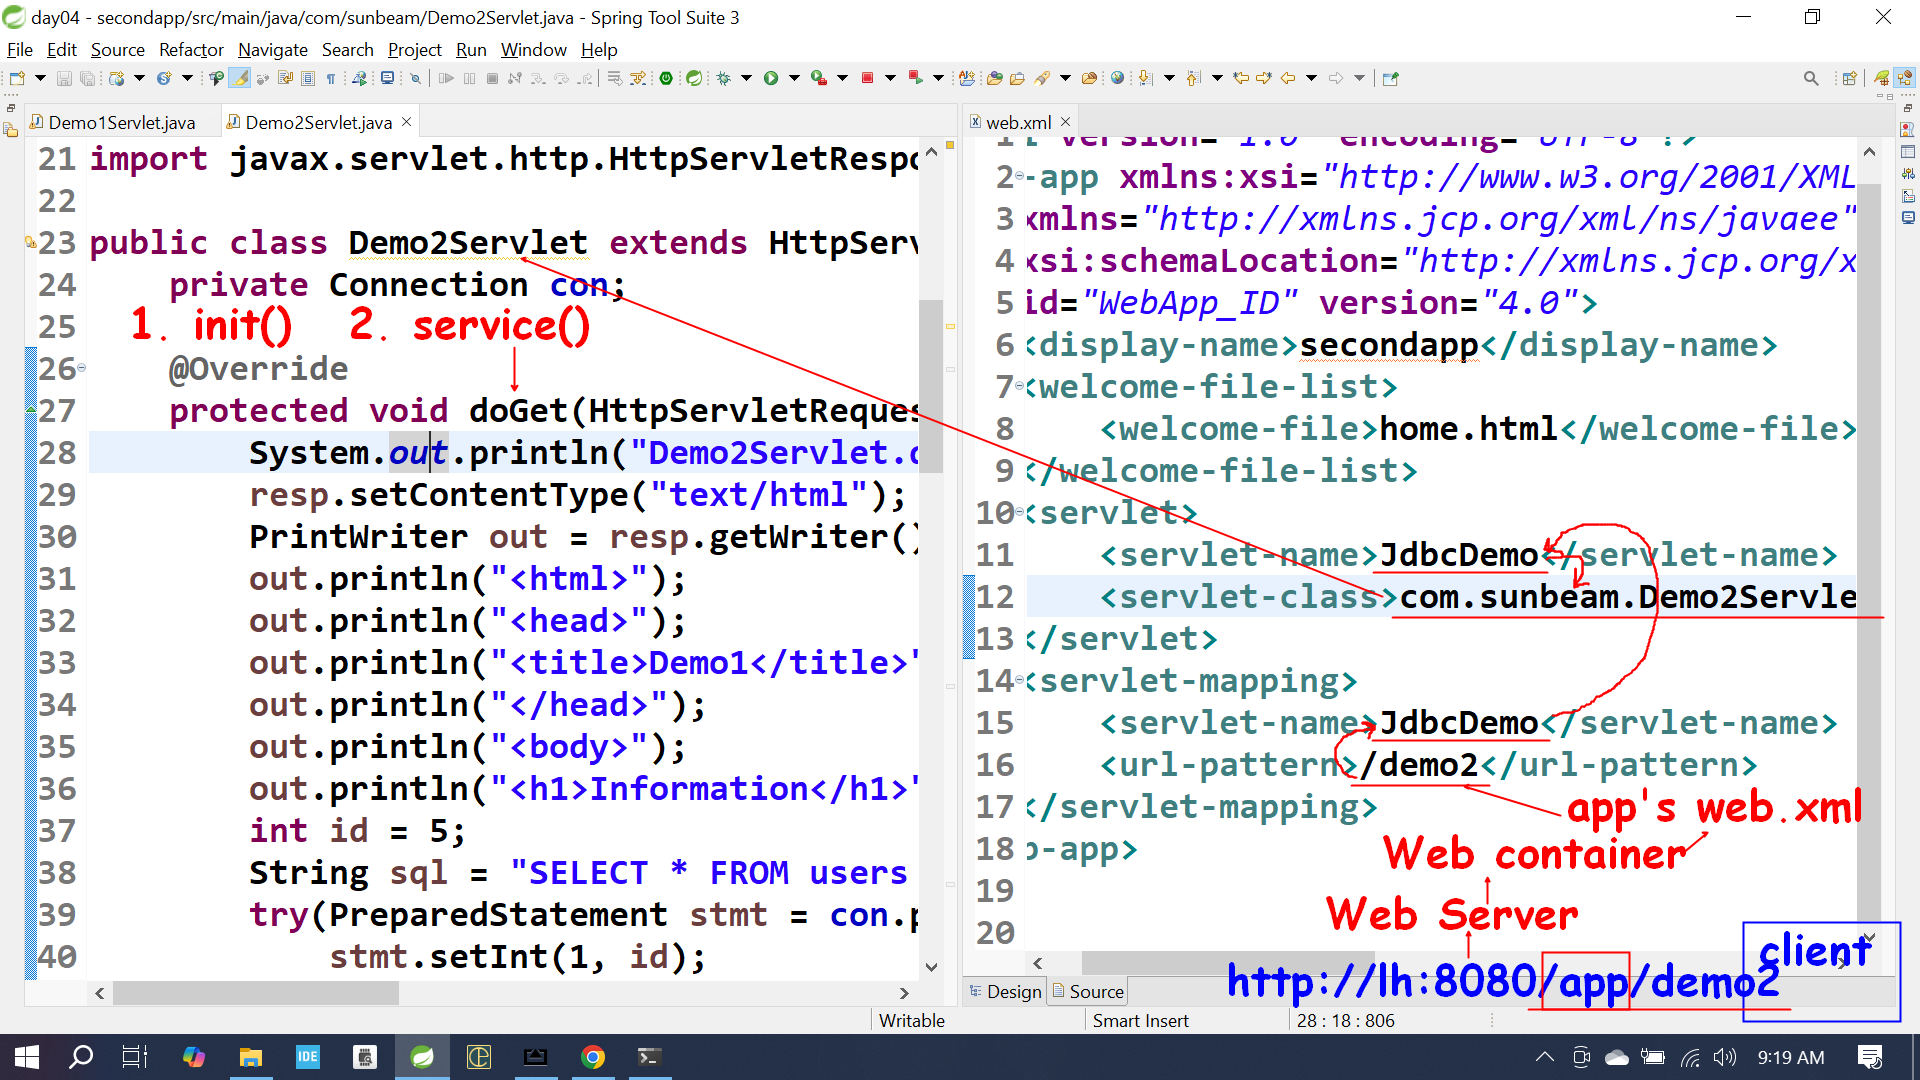 day04 - secondapp/src/main/java/com/sunbeam/Demo2Servlet.java - Spring Tool Suite 3
File Edit Source Refactor Navigate Search Project Run Window Help
Demo1Servlet.java
Demo2Servlet.java
21 import javax.servlet.http.HttpServletRespo
22
23 public class Demo2Servlet extends HttpServ
24 private Connection con;
25
1. init() 2. service()
26 @Override
27 protected void doGet(HttpServletReques
28 System.out.println("Demo2Servlet.d
29 resp.setContentType("text/html");
30 PrintWriter out = resp.getWriter()
31 out.println("<html>");
32 out.println("<head>");
33 out.println("<title>Demo1</title>"
34 out.println("</head>");
35 out.println("<body>");
36 out.println("<h1>Information</h1>"
37 int id = 5;
38 String sql = "SELECT * FROM users
39 try(PreparedStatement stmt = con.p
40 stmt.setInt(1, id);
web.xml
1 version="1.0" encoding="UTF-8"?>
2 -app xmlns:xsi="http://www.w3.org/2001/XML
3 xmlns="http://xmlns.jcp.org/xml/ns/javaee"
4 xsi:schemaLocation="http://xmlns.jcp.org/x
5 id="WebApp_ID" version="4.0">
6 <display-name>secondapp</display-name>
7 <welcome-file-list>
8 <welcome-file>home.html</welcome-file>
9 </welcome-file-list>
10 <servlet>
11 <servlet-name>JdbcDemo</servlet-name>
12 <servlet-class>com.sunbeam.Demo2Servle
13 </servlet>
14 <servlet-mapping>
15 <servlet-name>JdbcDemo</servlet-name>
16 <url-pattern>/demo2</url-pattern>
17 </servlet-mapping>
app's web.xml
18 b-app>
Web container
19
Web Server
20
client
http://lh:8080/app/demo2
Design Source
Writable Smart Insert 28 : 18 : 806
IDE
9:19 AM